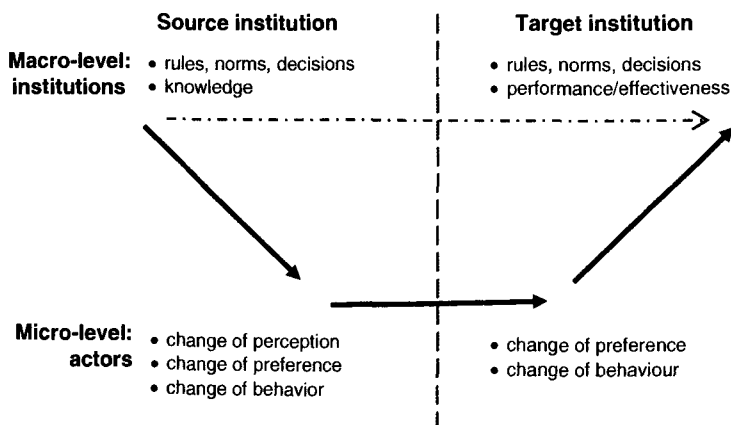 Source institution
Target institution
Macro-level:
institutions
• rules, norms, decisions
• knowledge
• rules, norms, decisions
• performance/effectiveness
Micro-level:
actors
• change of perception
• change of preference
• change of behavior
• change of preference
• change of behaviour